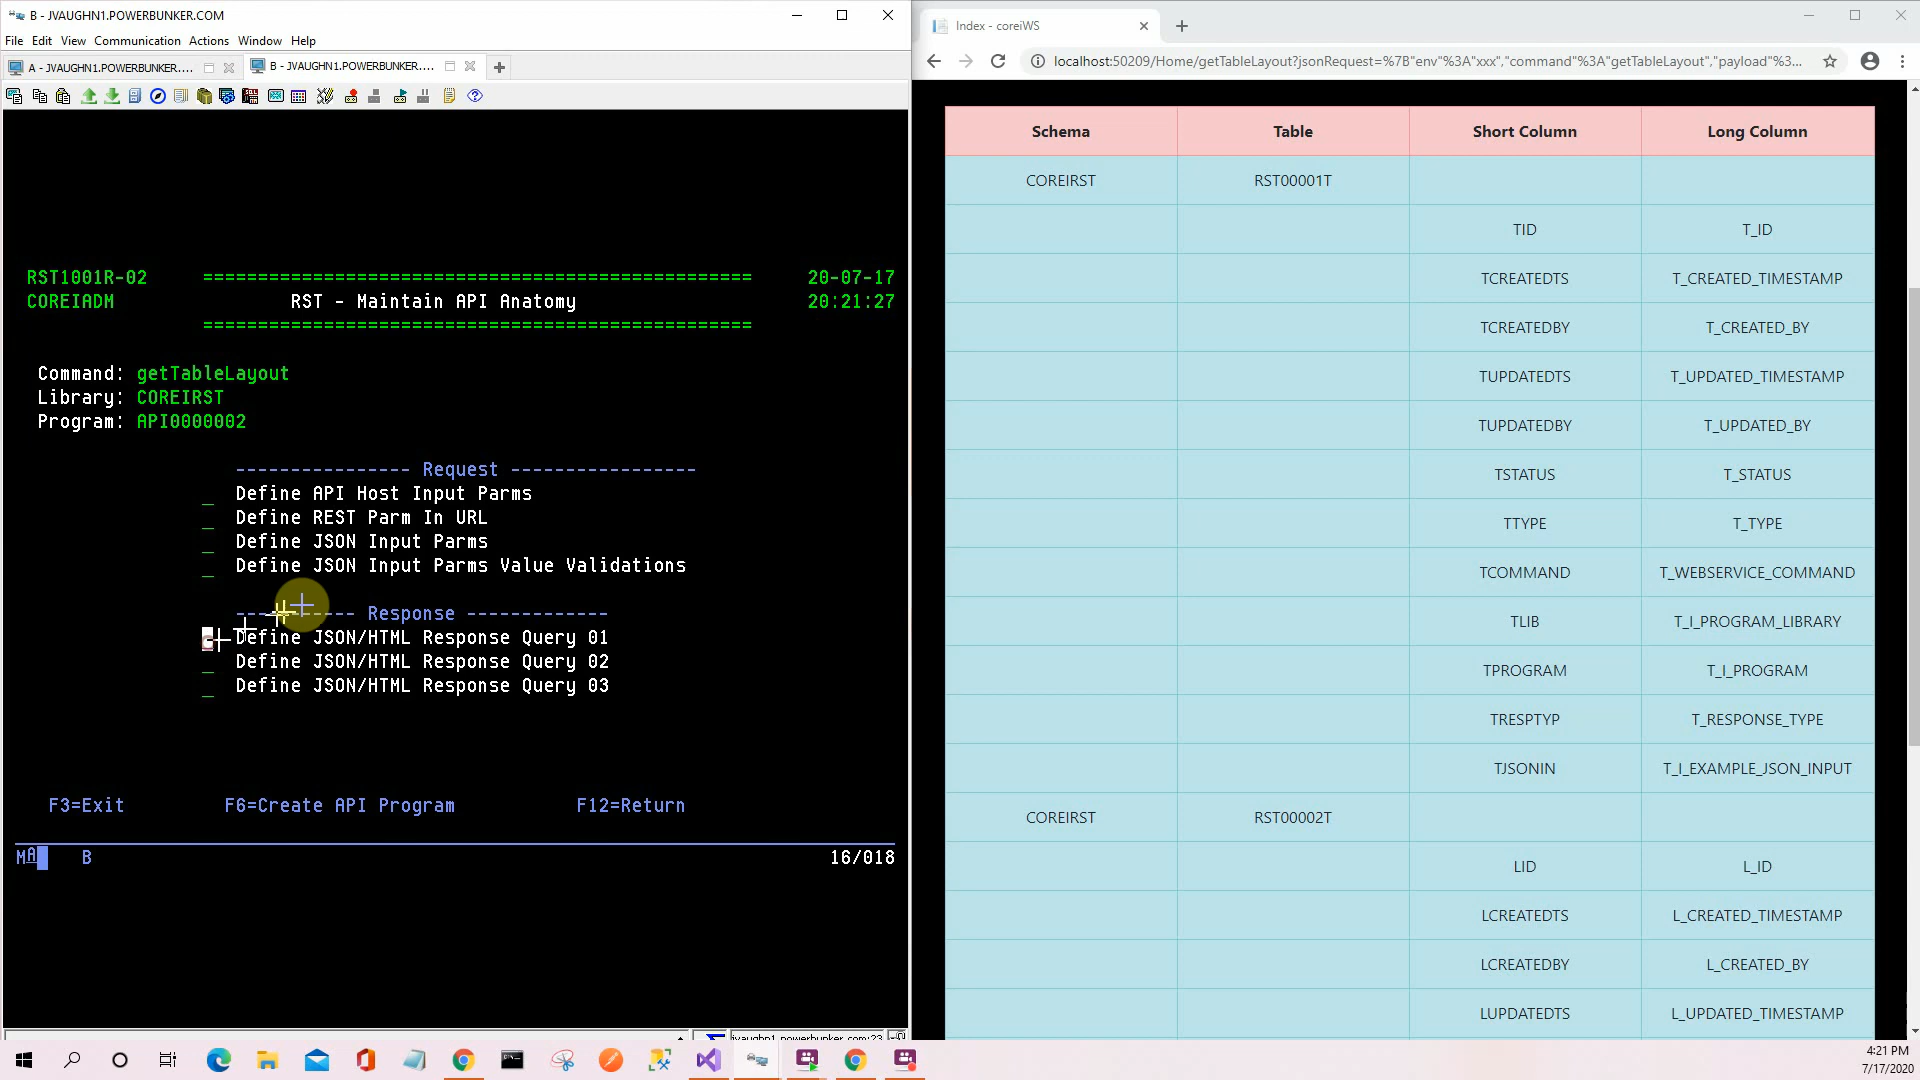 B - JVAUGHN1.POWERBUNKER.COM
File Edit View Communication Actions Window Help
A - JVAUGHN1.POWERBUNKER....
B - JVAUGHN1.POWERBUNKER....
RST1001R-02 ================================================== 20-07-17
COREIADM RST - Maintain API Anatomy 20:21:27
==================================================
Command: getTableLayout
Library: COREIRST
Program: API0000002
---------------- Request -----------------
_ Define API Host Input Parms
_ Define REST Parm In URL
_ Define JSON Input Parms
_ Define JSON Input Parms Value Validations
----------- Response -------------
Define JSON/HTML Response Query 01
_ Define JSON/HTML Response Query 02
_ Define JSON/HTML Response Query 03
F3=Exit F6=Create API Program F12=Return
MA B 16/018
Index - coreiWS
localhost:50209/Home/getTableLayout?jsonRequest=%7B"env"%3A"xxx","command"%3A"getTableLayout","payload"%3...
Schema Table Short Column Long Column
COREIRST RST00001T
TID T_ID
TCREATEDTS T_CREATED_TIMESTAMP
TCREATEDBY T_CREATED_BY
TUPDATEDTS T_UPDATED_TIMESTAMP
TUPDATEDBY T_UPDATED_BY
TSTATUS T_STATUS
TTYPE T_TYPE
TCOMMAND T_WEBSERVICE_COMMAND
TLIB T_I_PROGRAM_LIBRARY
TPROGRAM T_I_PROGRAM
TRESPTYP T_RESPONSE_TYPE
TJSONIN T_I_EXAMPLE_JSON_INPUT
COREIRST RST00002T
LID L_ID
LCREATEDTS L_CREATED_TIMESTAMP
LCREATEDBY L_CREATED_BY
LUPDATEDTS L_UPDATED_TIMESTAMP
4:21 PM
7/17/2020